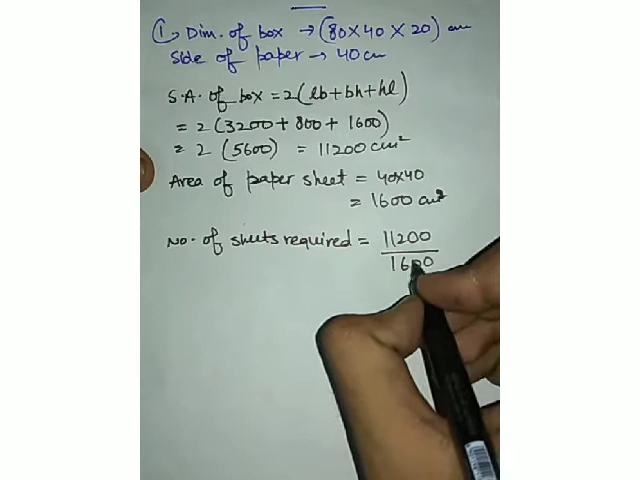 1) Dim. of box → (80×40×20) cm
Side of paper → 40 cm
S.A. of box = 2(lb+bh+hl)
= 2(3200+800+1600)
= 2 (5600) = 11200 cm²
Area of paper sheet = 40×40
= 1600 cm²
No. of sheets required = 11200
1600